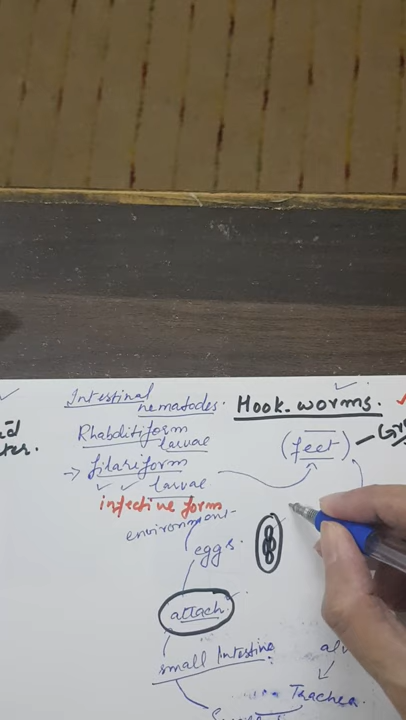 Intestinal
nematodes.
Hook-worms.
Rhabditiform
larvae
(feet)
filariform
larvae
infective form
environment-
eggs.
attach
small Intestine
Trachea